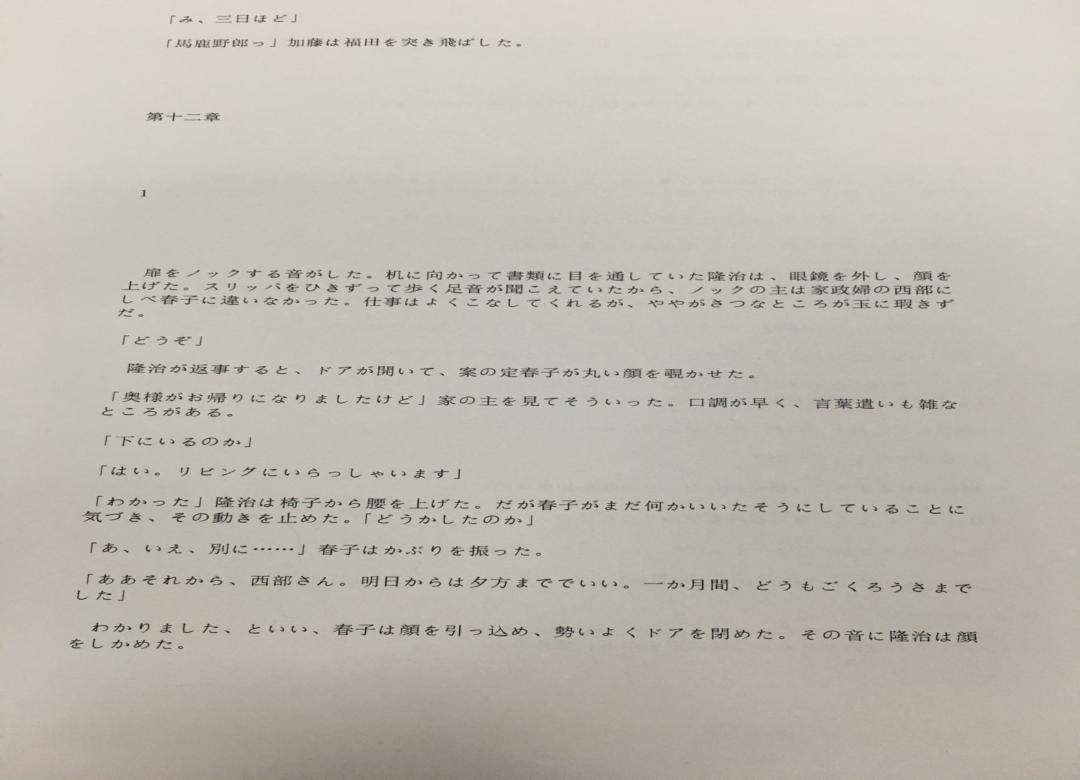 「み、三日ほど」
「馬鹿野郎っ」加藤は福田を突き飛ばした。
第十二章
1
扉をノックする音がした。机に向かって書類に目を通していた隆治は、眼鏡を外し、顔を
上げた。スリッパをひきずって歩く足音が聞こえていたから、ノックの主は家政婦の西部に
しべ春子に違いなかった。仕事はよくこなしてくれるが、ややがさつなところが玉に瑕きず
だ。
「どうぞ」
隆治が返事すると、ドアが開いて、案の定春子が丸い顔を覗かせた。
「奥様がお帰りになりましたけど」家の主を見てそういった。口調が早く、言葉遣いも雑な
ところがある。
「下にいるのか」
「はい。リビングにいらっしゃいます」
「わかった」隆治は椅子から腰を上げた。だが春子がまだ何かいいたそうにしていることに
気づき、その動きを止めた。「どうかしたのか」
「あ、いえ、別に……」春子はかぶりを振った。
「ああそれから、西部さん。明日からは夕方まででいい。一か月間、どうもごくろうさまで
した」
わかりました、といい、春子は顔を引っ込め、勢いよくドアを閉めた。その音に隆治は顔
をしかめた。